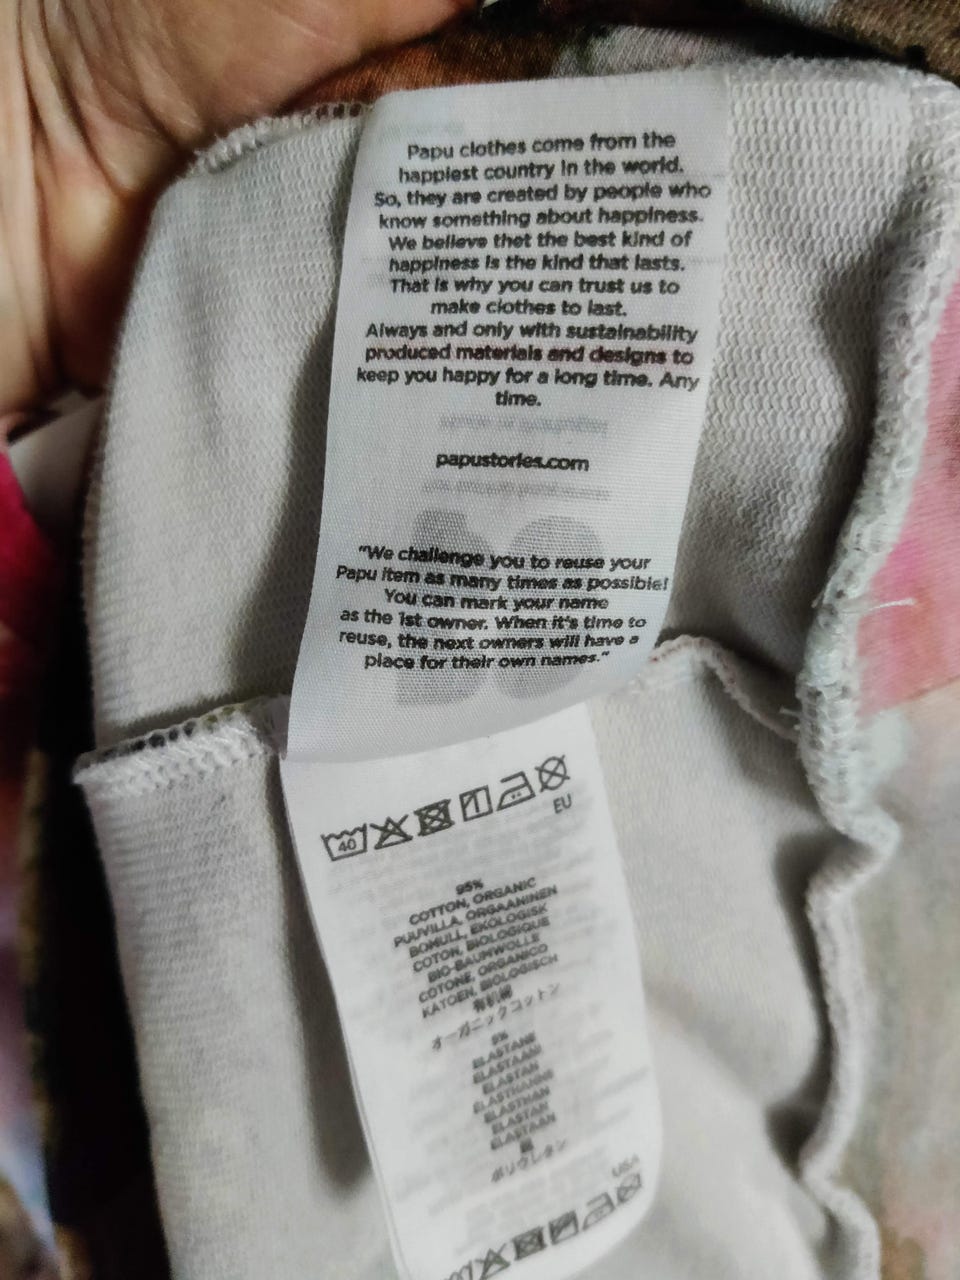 Papu clothes come from the
happiest country in the world.
So, they are created by people who
know something about happiness.
We believe thet the best kind of
happiness is the kind that lasts.
That is why you can trust us to
make clothes to last.
Always and only with sustainability
produced materials and designs to
keep you happy for a long time. Any
time.
papustories.com
"We challenge you to reuse your
Papu item as many times as possible!
You can mark your name
as the 1st owner. When it's time to
reuse, the next owners will have a
place for their own names."
40
EU
95%
COTTON, ORGANIC
PUUVILLA, ORGAANINEN
BOMULL, EKOLOGISK
COTON, BIOLOGIQUE
BIO-BAUMWOLLE
COTONE, ORGANICO
KATOEN, BIOLOGISCH
有机棉
オーガニックコットン
5%
ELASTANE
ELASTAANI
ELASTAN
ELASTHANNE
ELASTHAN
ELASTAN
ELASTAAN
ポリウレタン
USA